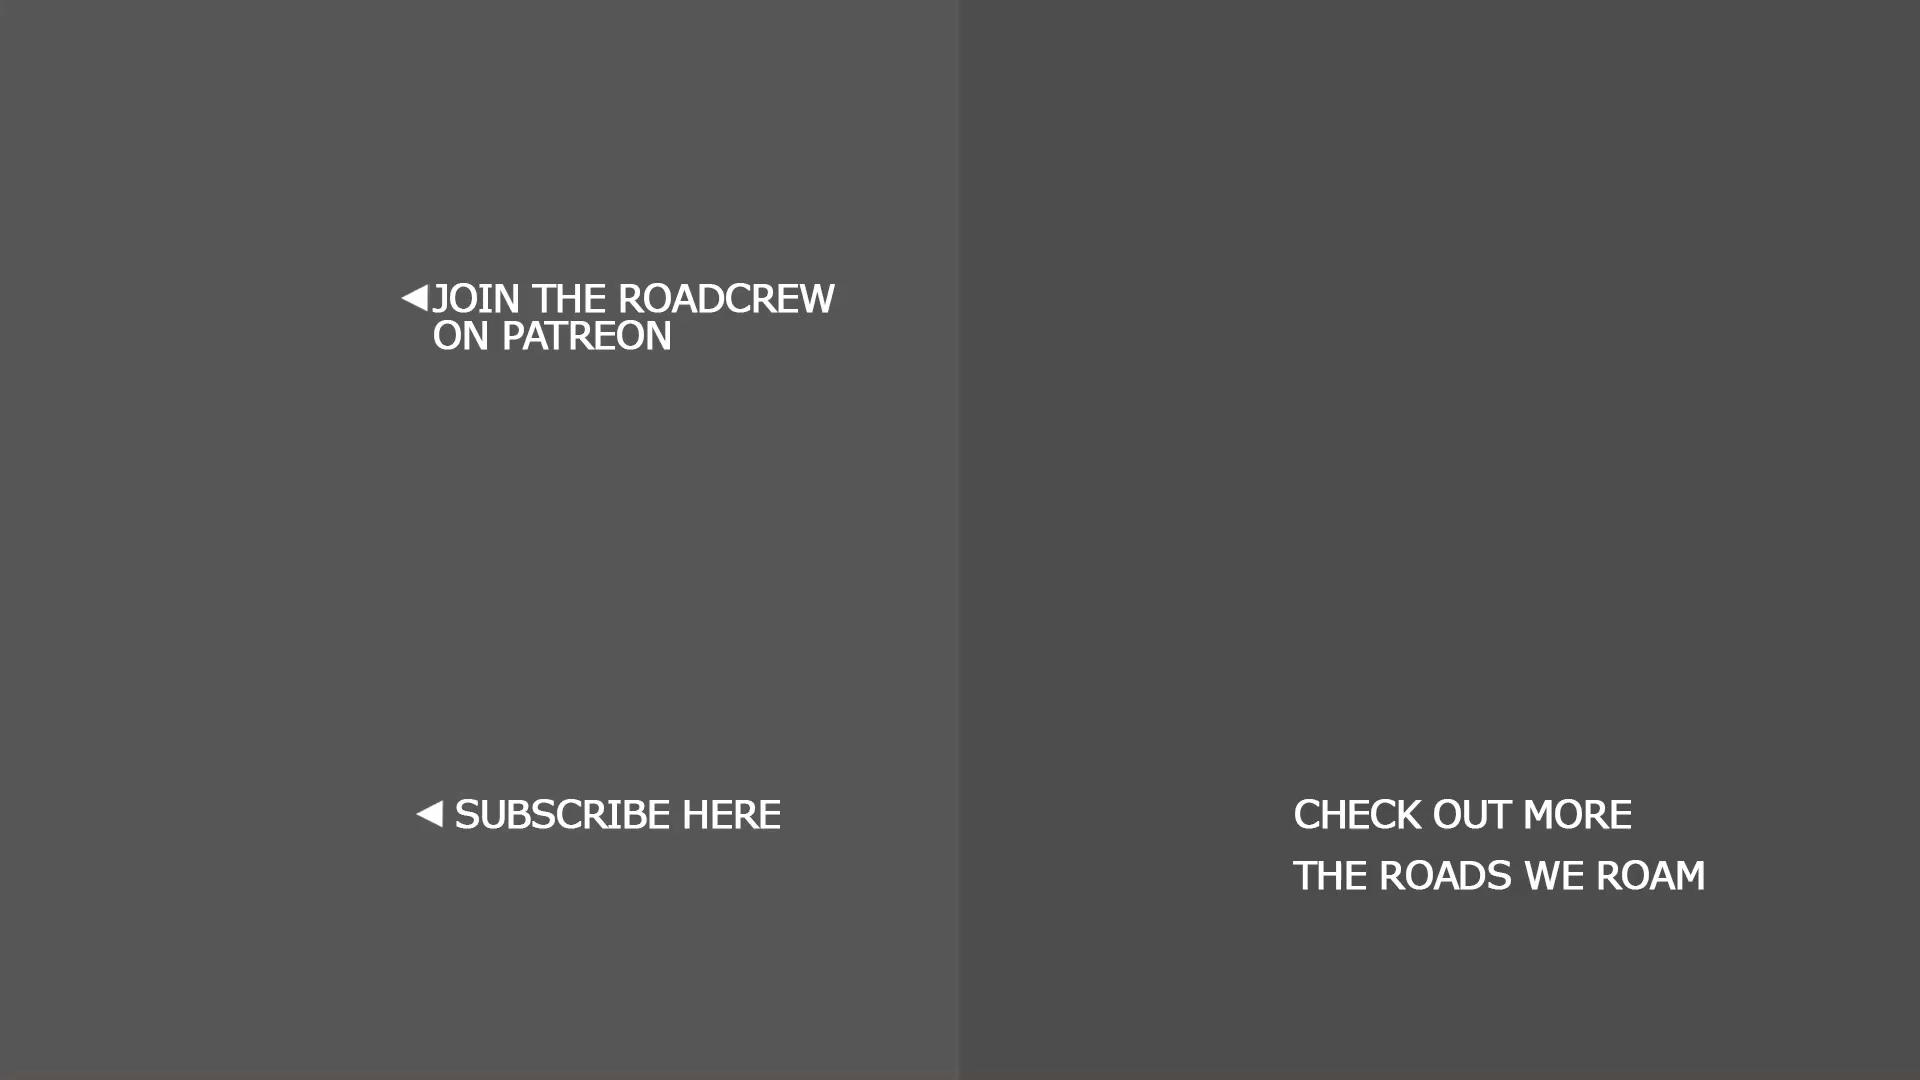 ◀JOIN THE ROADCREW
ON PATREON
◀ SUBSCRIBE HERE
CHECK OUT MORE
THE ROADS WE ROAM